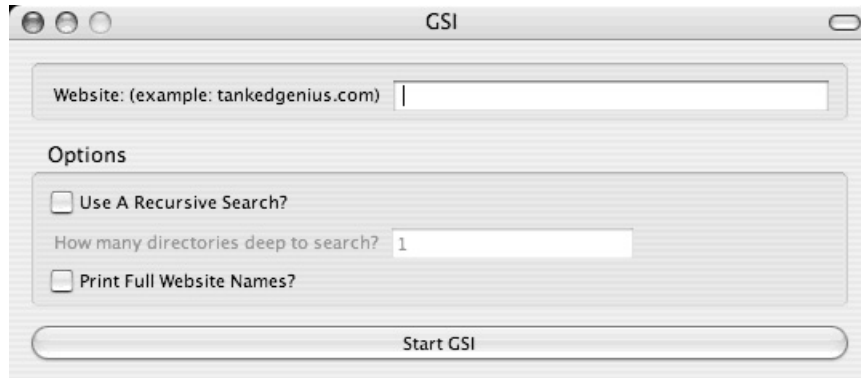 GSI
Website: (example: tankedgenius.com)
Options
Use A Recursive Search?
How many directories deep to search? 1
Print Full Website Names?
Start GSI